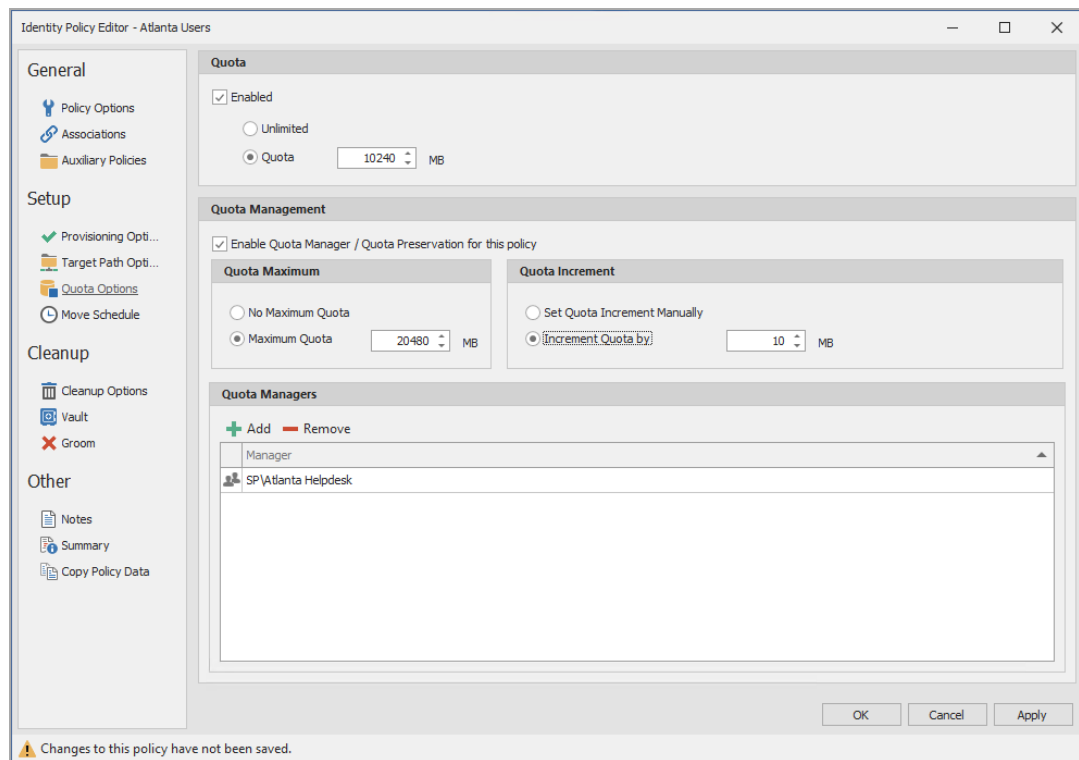 Identity Policy Editor - Atlanta Users
General
Policy Options
Associations
Auxiliary Policies
Setup
Provisioning Opti...
Target Path Opti...
Quota Options
Move Schedule
Cleanup
Cleanup Options
Vault
Groom
Other
Notes
Summary
Copy Policy Data
Quota
Enabled
Unlimited
Quota 10240 MB
Quota Management
Enable Quota Manager / Quota Preservation for this policy
Quota Maximum
No Maximum Quota
Maximum Quota 20480 MB
Quota Increment
Set Quota Increment Manually
Increment Quota by 10 MB
Quota Managers
Add Remove
Manager
SP\Atlanta Helpdesk
OK Cancel Apply
Changes to this policy have not been saved.